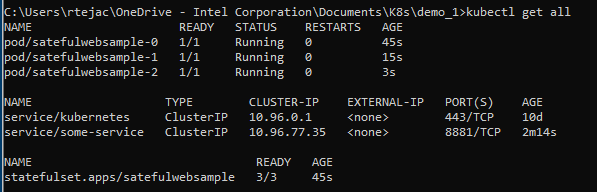 C:\Users\rtejac\OneDrive - Intel Corporation\Documents\K8s\demo_1>kubectl get all
NAME READY STATUS RESTARTS AGE
pod/satefulwebsample-0 1/1 Running 0 45s
pod/satefulwebsample-1 1/1 Running 0 15s
pod/satefulwebsample-2 1/1 Running 0 3s
NAME TYPE CLUSTER-IP EXTERNAL-IP PORT(S) AGE
service/kubernetes ClusterIP 10.96.0.1 <none> 443/TCP 10d
service/some-service ClusterIP 10.96.77.35 <none> 8881/TCP 2m14s
NAME READY AGE
statefulset.apps/satefulwebsample 3/3 45s